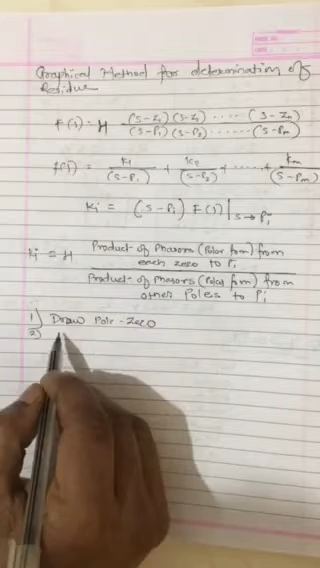 Graphical Method for determination of
Residue
F(s) = H (s-Z1)(s-Z2) ...... (s-Zn) / (s-P1)(s-P2) ...... (s-Pm)
F(s) = K1/(s-P1) + K2/(s-P2) + ...... + Km/(s-Pm)
Ki = (s-Pi) F(s) | s→Pi
Ki = H Product of Phasors (Polar form) from
each zero to Pi
Product of Phasors (Polar form) from
other Poles to Pi
1) Draw Pole-Zero
2)